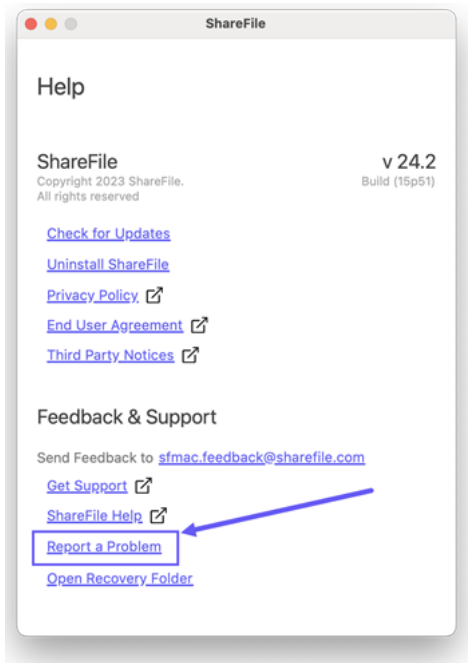 ShareFile
Help
ShareFile
v 24.2
Copyright 2023 ShareFile.
Build (15p51)
All rights reserved
Check for Updates
Uninstall ShareFile
Privacy Policy
End User Agreement
Third Party Notices
Feedback & Support
Send Feedback to sfmac.feedback@sharefile.com
Get Support
ShareFile Help
Report a Problem
Open Recovery Folder